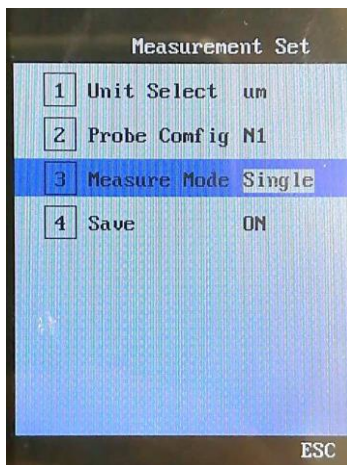 Measurement Set
1 Unit Select um
2 Probe Config N1
3 Measure Mode Single
4 Save ON
ESC